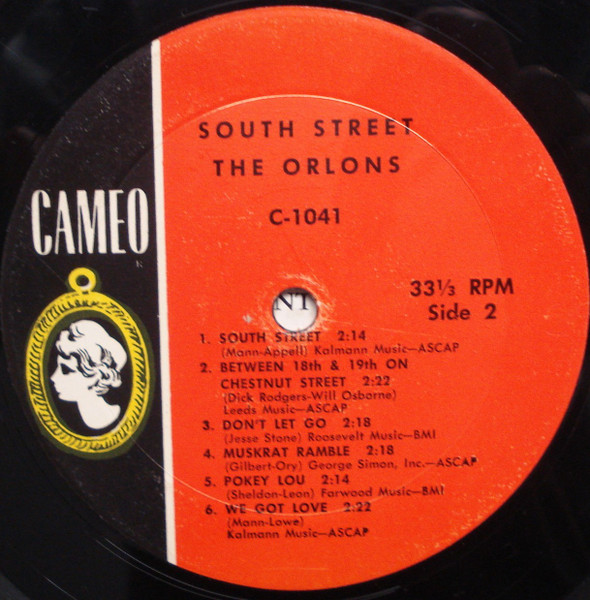 SOUTH STREET
THE ORLONS
C-1041
CAMEO
33⅓ RPM
Side 2
NT
1. SOUTH STREET 2:14
(Mann-Appell) Kalmann Music—ASCAP
2. BETWEEN 18th & 19th ON
CHESTNUT STREET 2:22
(Dick Rodgers-Will Osborne)
Leeds Music—ASCAP
3. DON'T LET GO 2:18
(Jesse Stone) Roosevelt Music—BMI
4. MUSKRAT RAMBLE 2:18
(Gilbert-Ory) George Simon, Inc.—ASCAP
5. POKEY LOU 2:14
(Sheldon-Leon) Farwood Music—BMI
6. WE GOT LOVE 2:22
(Mann-Lowe)
Kalmann Music—ASCAP